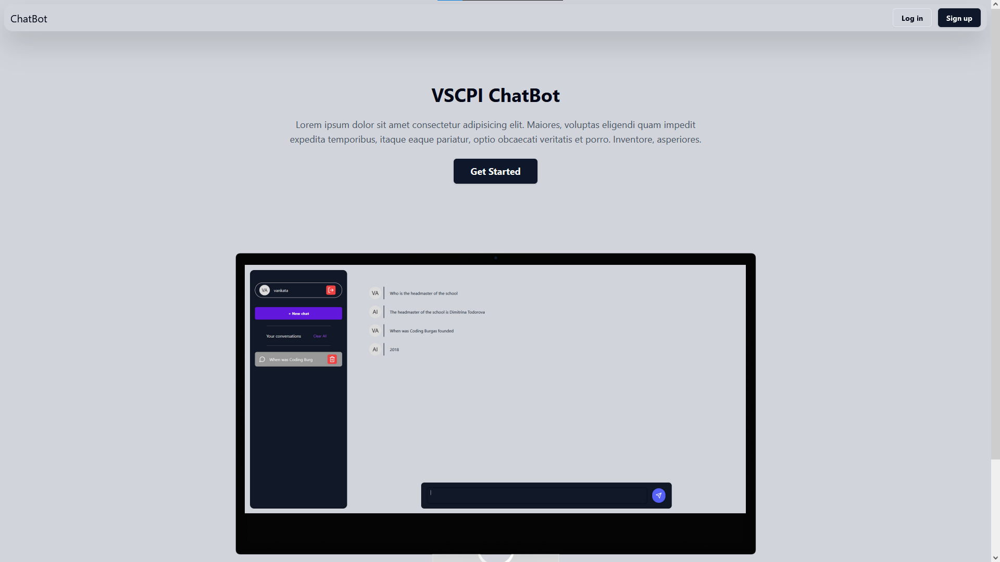 ChatBot
Log in
Sign up
VSCPI ChatBot
Lorem ipsum dolor sit amet consectetur adipisicing elit. Maiores, voluptas eligendi quam impedit
expedita temporibus, itaque eaque pariatur, optio obcaecati veritatis et porro. Inventore, asperiores.
Get Started
VA vankata
+ New chat
Your conversations Clear All
When was Coding Burg
VA Who is the headmaster of the school
AI The headmaster of the school is Dimitrina Todorova
VA When was Coding Burgas founded
AI 2018